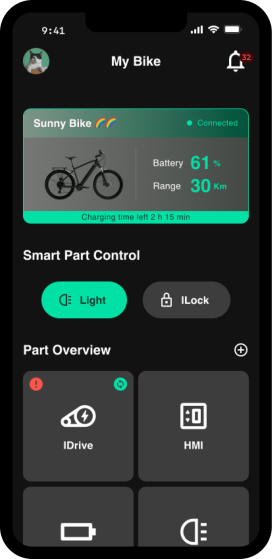 9:41
My Bike
32
Sunny Bike 🌈🌈
Connected
Battery 61 %
Range 30 Km
Charging time left 2 h 15 min
Smart Part Control
Light
ILock
Part Overview
IDrive
HMI